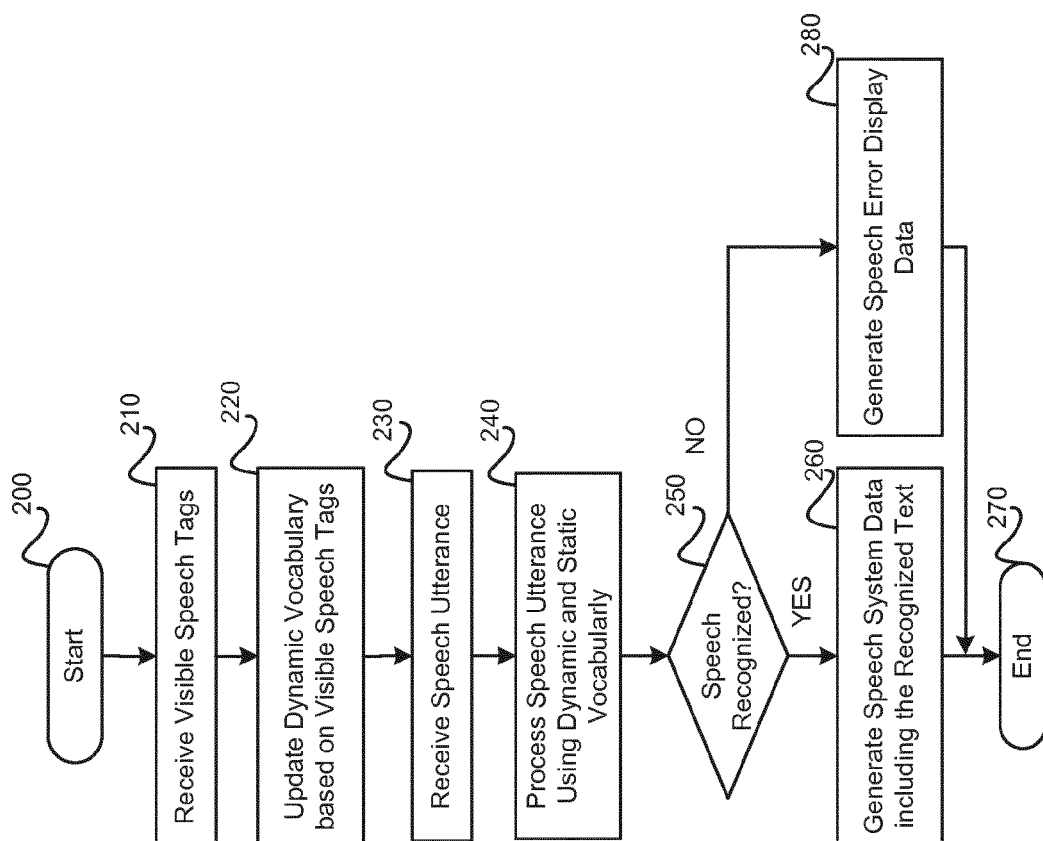 200
Start
210
Receive Visible Speech Tags
220
Update Dynamic Vocabulary
based on Visible Speech Tags
230
Receive Speech Utterance
240
Process Speech Utterance
Using Dynamic and Static
Vocabularly
250
Speech
Recognized?
NO
YES
260
Generate Speech System Data
including the Recognized Text
280
Generate Speech Error Display
Data
270
End